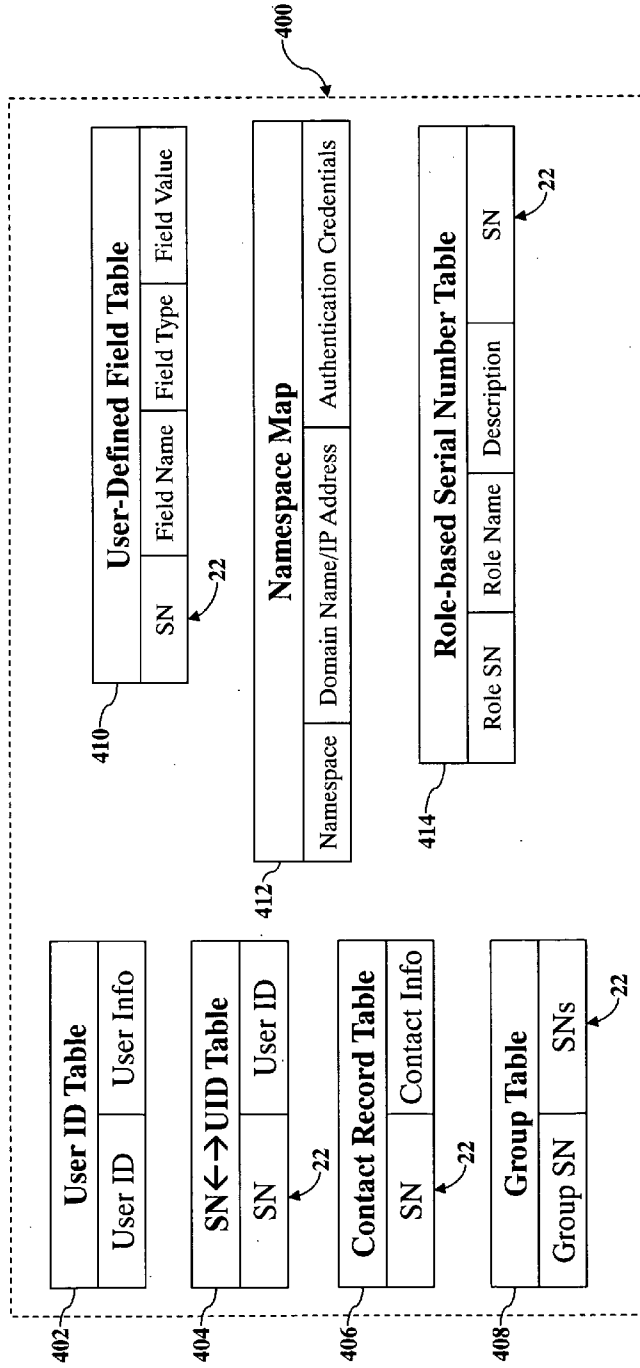 400
402
User ID Table
User ID
User Info
404
SN←→UID Table
SN
User ID
22
406
Contact Record Table
SN
Contact Info
22
408
Group Table
Group SN
SNs
22
410
User-Defined Field Table
SN
Field Name
Field Type
Field Value
22
412
Namespace Map
Namespace
Domain Name/IP Address
Authentication Credentials
414
Role-based Serial Number Table
Role SN
Role Name
Description
SN
22